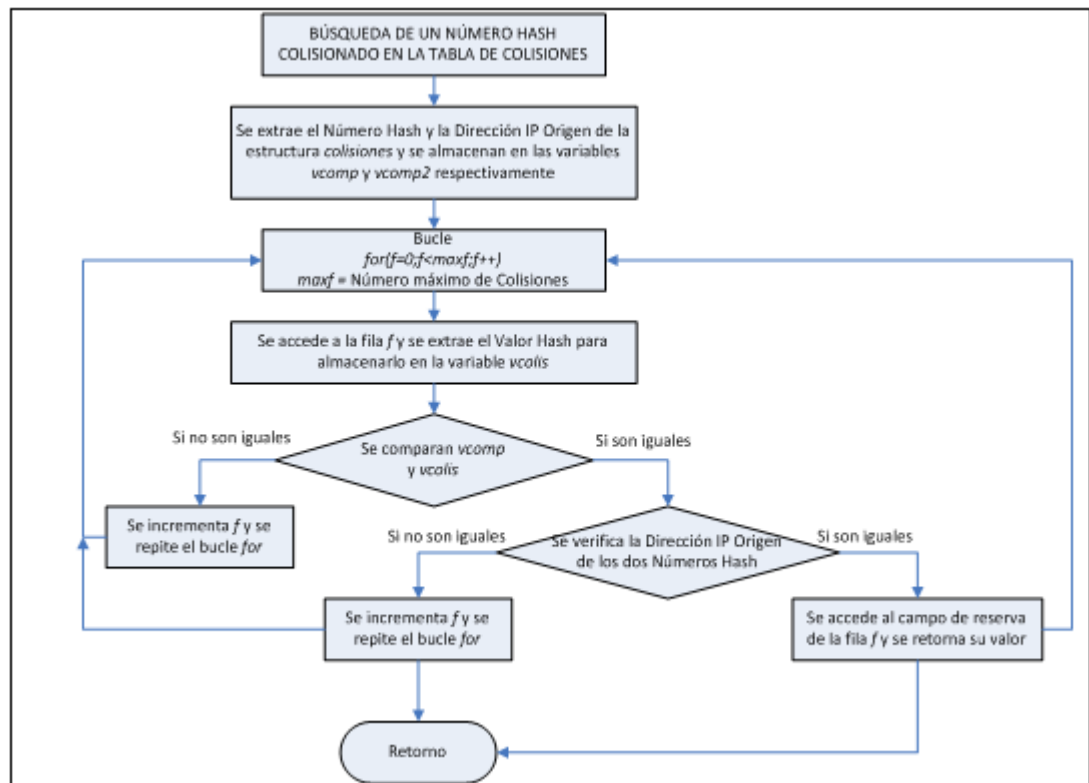 BÚSQUEDA DE UN NÚMERO HASH
COLISIONADO EN LA TABLA DE COLISIONES
Se extrae el Número Hash y la Dirección IP Origen de la
estructura colisiones y se almacenan en las variables
vcomp y vcomp2 respectivamente
Bucle
for(f=0;f<maxf;f++)
maxf = Número máximo de Colisiones
Se accede a la fila f y se extrae el Valor Hash para
almacenarlo en la variable vcolis
Si no son iguales
Se comparan vcomp
y vcolis
Si son iguales
Se incrementa f y se
repite el bucle for
Si no son iguales
Se verifica la Dirección IP Origen
de los dos Números Hash
Si son iguales
Se incrementa f y se
repite el bucle for
Se accede al campo de reserva
de la fila f y se retorna su valor
Retorno